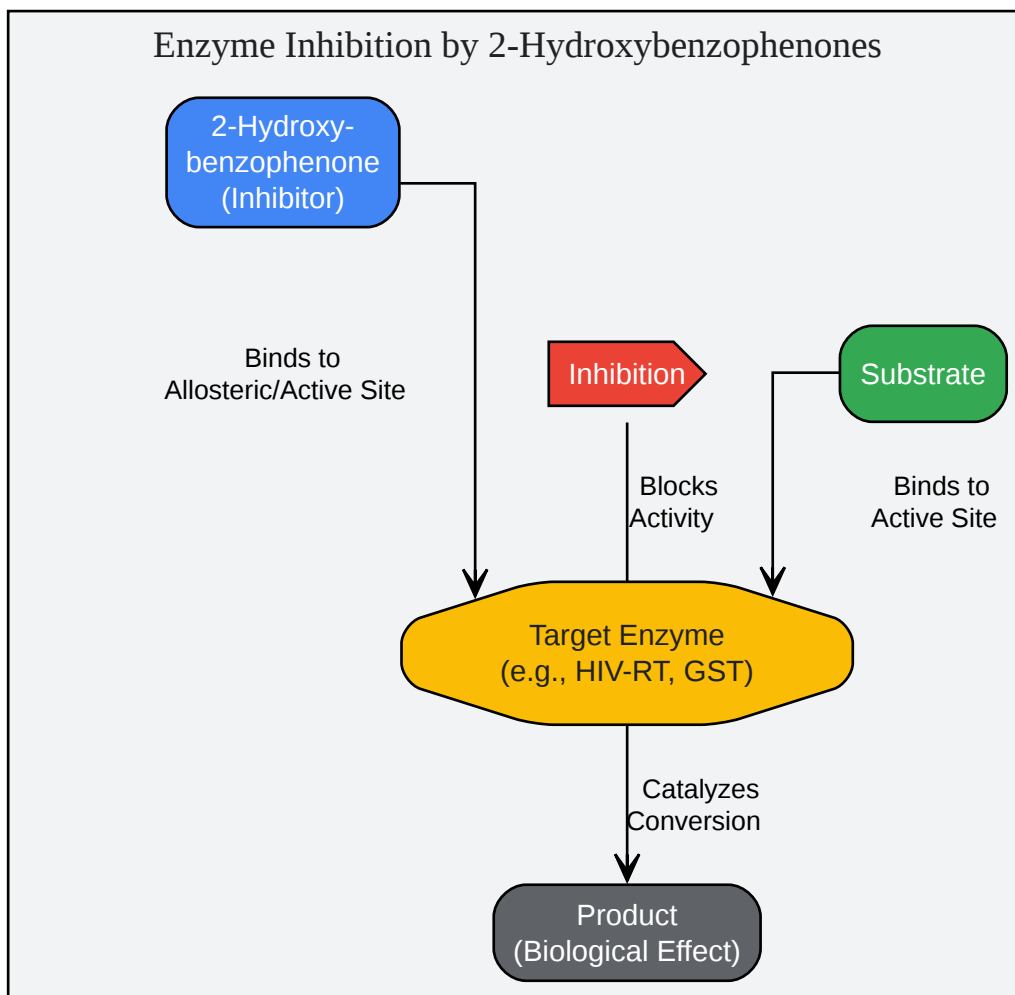 Enzyme Inhibition by 2-Hydroxybenzophenones
2-Hydroxy-
benzophenone
(Inhibitor)
Binds to
Allosteric/Active Site
Inhibition
Substrate
Blocks
Activity
Binds to
Active Site
Target Enzyme
(e.g., HIV-RT, GST)
Catalyzes
Conversion
Product
(Biological Effect)